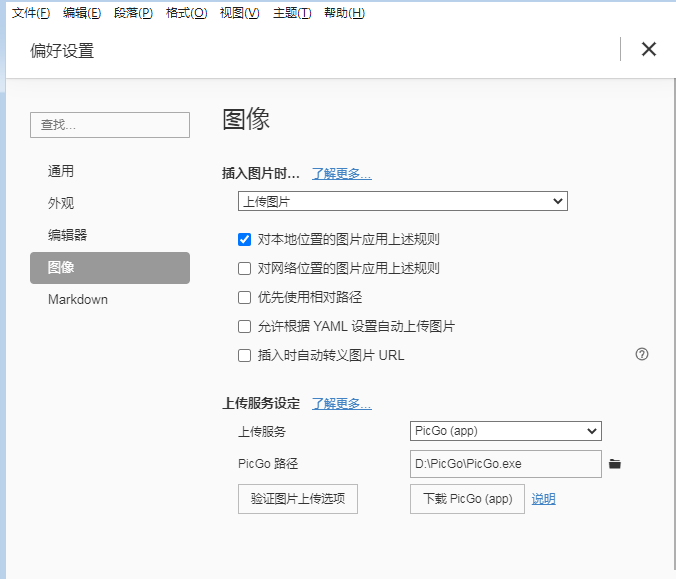 文件(F) 编辑(E) 段落(P) 格式(O) 视图(V) 主题(T) 帮助(H)
偏好设置
查找...
通用
外观
编辑器
图像
Markdown
图像
插入图片时... 了解更多...
上传图片
对本地位置的图片应用上述规则
对网络位置的图片应用上述规则
优先使用相对路径
允许根据 YAML 设置自动上传图片
插入时自动转义图片 URL
上传服务设定 了解更多...
上传服务 PicGo (app)
PicGo 路径 D:\PicGo\PicGo.exe
验证图片上传选项 下载 PicGo (app) 说明